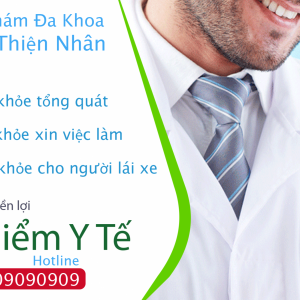 hám Đa Khoa
Thiện Nhân
khỏe tổng quát
khỏe xin việc làm
khỏe cho người lái xe
ền lợi
iểm Y Tế
Hotline
09090909